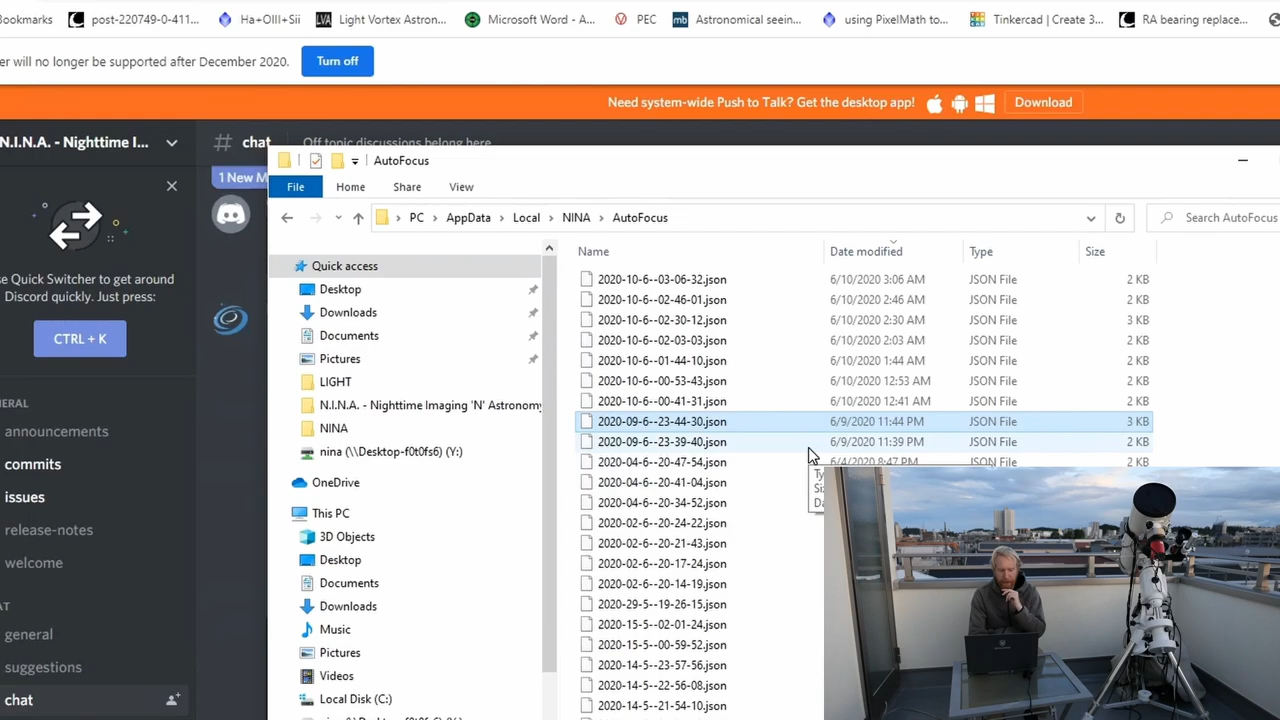 Bookmarks
post-220749-0-411...
Ha+OIII+Sii
Light Vortex Astron...
Microsoft Word - A...
PEC
Astronomical seein...
using PixelMath to...
Tinkercad | Create 3...
RA bearing replace...
er will no longer be supported after December 2020.
Turn off
Need system-wide Push to Talk? Get the desktop app!
Download
N.I.N.A. - Nighttime I...
# chat
Off topic discussions belong here
1 New M
se Quick Switcher to get around
Discord quickly. Just press:
CTRL + K
ERAL
announcements
commits
issues
release-notes
welcome
AT
general
suggestions
chat
AutoFocus
File
Home
Share
View
PC > AppData > Local > NINA > AutoFocus
Search AutoFocus
Quick access
Desktop
Downloads
Documents
Pictures
LIGHT
N.I.N.A. - Nighttime Imaging 'N' Astronomy
NINA
nina (\\Desktop-f0t0fs6) (Y:)
OneDrive
This PC
3D Objects
Desktop
Documents
Downloads
Music
Pictures
Videos
Local Disk (C:)
Name Date modified Type Size
2020-10-6--03-06-32.json 6/10/2020 3:06 AM JSON File 2 KB
2020-10-6--02-46-01.json 6/10/2020 2:46 AM JSON File 2 KB
2020-10-6--02-30-12.json 6/10/2020 2:30 AM JSON File 3 KB
2020-10-6--02-03-03.json 6/10/2020 2:03 AM JSON File 2 KB
2020-10-6--01-44-10.json 6/10/2020 1:44 AM JSON File 2 KB
2020-10-6--00-53-43.json 6/10/2020 12:53 AM JSON File 2 KB
2020-10-6--00-41-31.json 6/10/2020 12:41 AM JSON File 2 KB
2020-09-6--23-44-30.json 6/9/2020 11:44 PM JSON File 3 KB
2020-09-6--23-39-40.json 6/9/2020 11:39 PM JSON File 2 KB
2020-04-6--20-47-54.json 6/4/2020 8:47 PM JSON File 2 KB
2020-04-6--20-41-04.json
2020-04-6--20-34-52.json
2020-02-6--20-24-22.json
2020-02-6--20-21-43.json
2020-02-6--20-17-24.json
2020-02-6--20-14-19.json
2020-29-5--19-26-15.json
2020-15-5--02-01-24.json
2020-15-5--00-59-52.json
2020-14-5--23-57-56.json
2020-14-5--22-56-08.json
2020-14-5--21-54-10.json